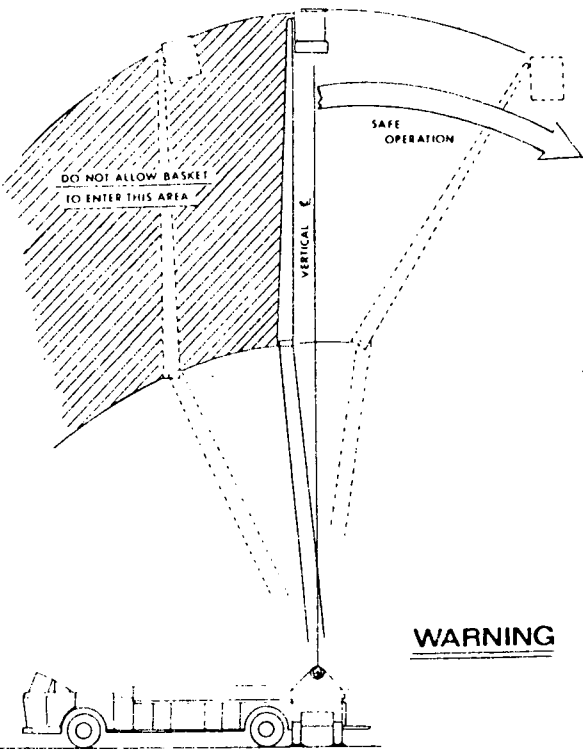 SAFE
OPERATION
DO NOT ALLOW BASKET
TO ENTER THIS AREA
VERTICAL ℄
WARNING